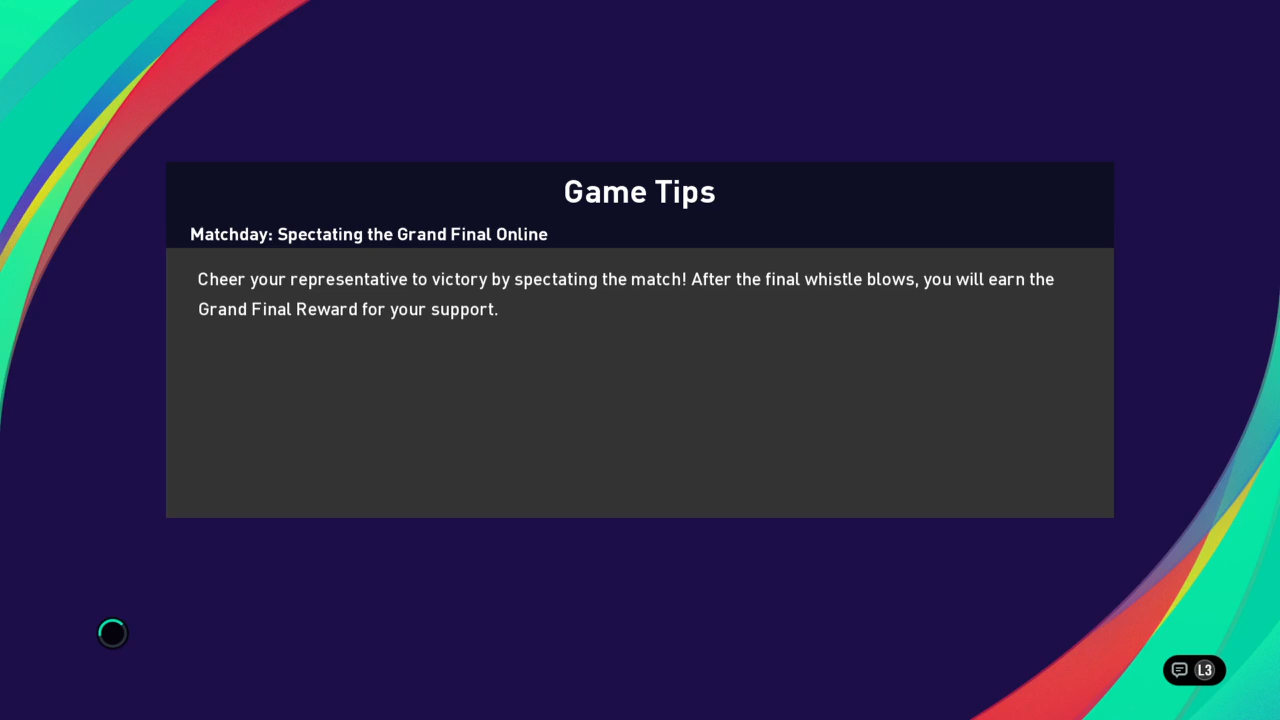 Game Tips
Matchday: Spectating the Grand Final Online
Cheer your representative to victory by spectating the match! After the final whistle blows, you will earn the
Grand Final Reward for your support.
L3